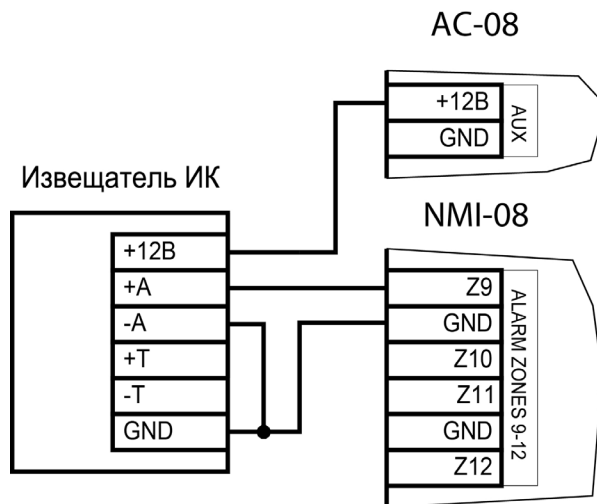 AC-08
+12В
GND
AUX
Извещатель ИК
NMI-08
+12В
+A
-A
+T
-T
GND
Z9
GND
Z10
Z11
GND
Z12
ALARM ZONES 9-12